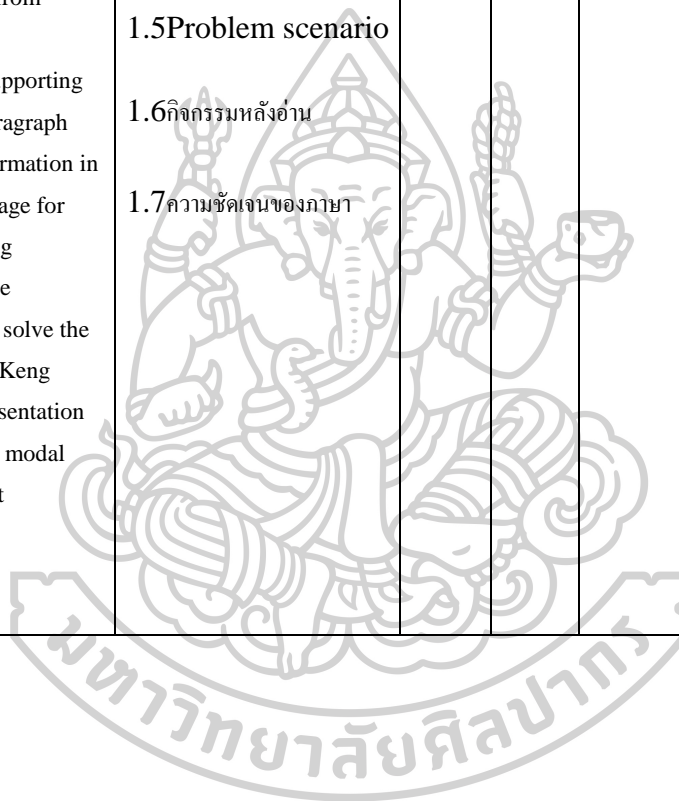 from
upporting
ragraph
rmation in
age for
g
e
solve the
Keng
sentation
modal
t
1.5Problem scenario
1.6กิจกรรมหลังอ่าน
1.7ความชัดเจนของภาษา
มหาวิทยาลัยศิลปากร